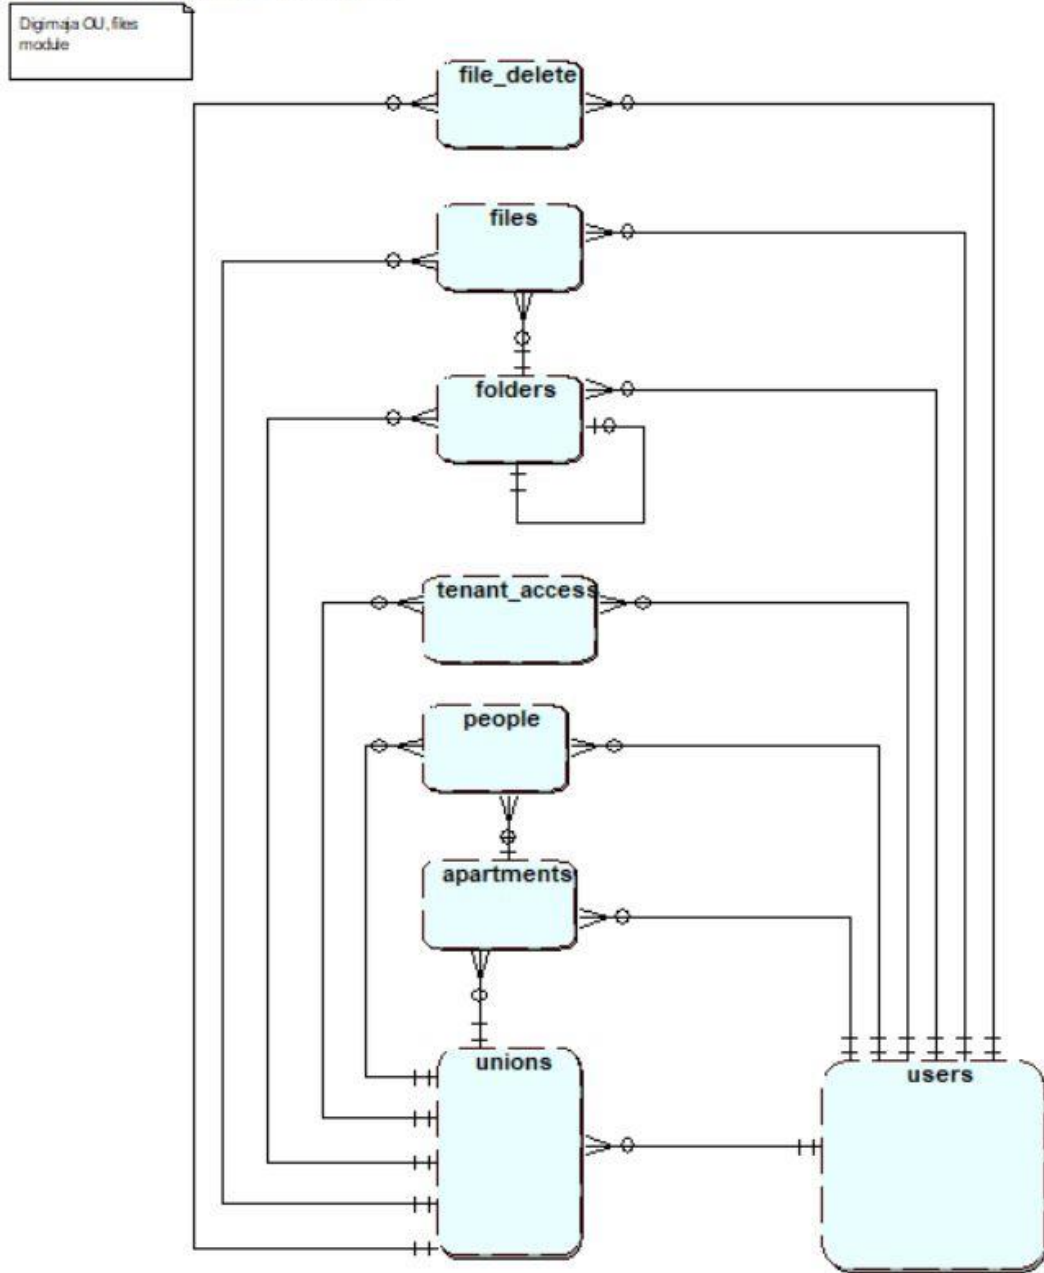 Digimaja OU, files
module
file_delete
files
folders
tenant_access
people
apartments
unions
users